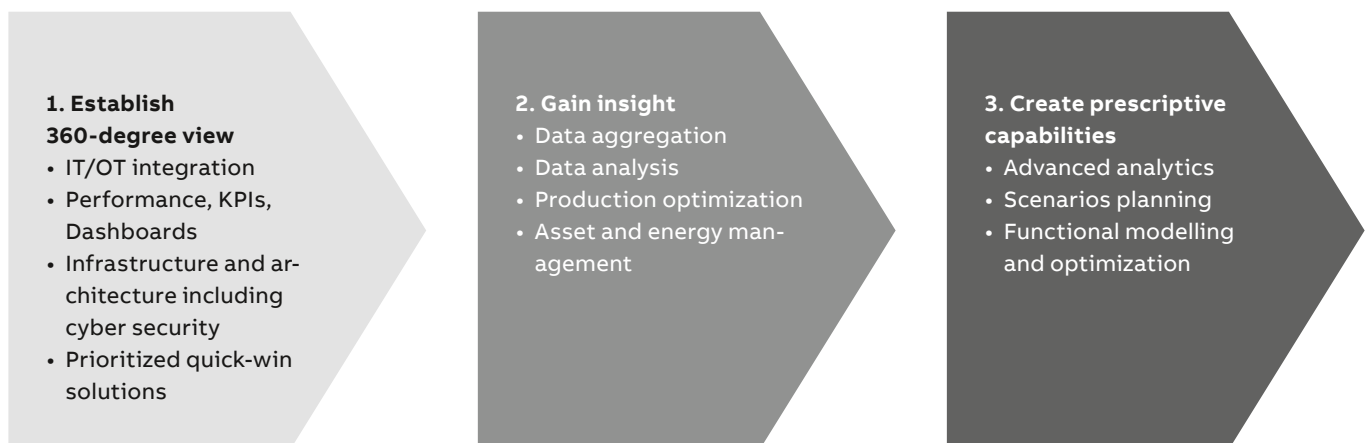 1. Establish
360-degree view
• IT/OT integration
• Performance, KPIs,
Dashboards
• Infrastructure and ar-
chitecture including
cyber security
• Prioritized quick-win
solutions
2. Gain insight
• Data aggregation
• Data analysis
• Production optimization
• Asset and energy man-
agement
3. Create prescriptive
capabilities
• Advanced analytics
• Scenarios planning
• Functional modelling
and optimization